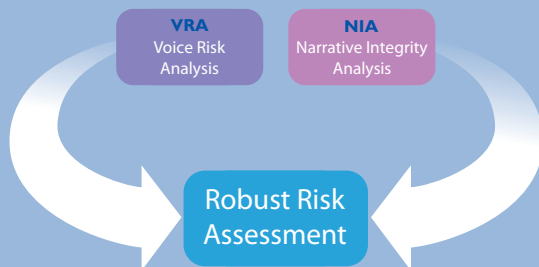 VRA
Voice Risk
Analysis
NIA
Narrative Integrity
Analysis
Robust Risk
Assessment